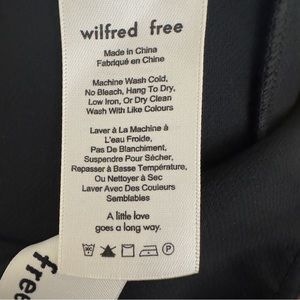 wilfred free
Made in China
Fabriqué en Chine
Machine Wash Cold,
No Bleach, Hang To Dry,
Low Iron, Or Dry Clean
Wash With Like Colours
Laver à La Machine à
L'eau Froide,
Pas De Blanchiment,
Suspendre Pour Sécher,
Repasser à Basse Température,
Ou Nettoyer à Sec
Laver Avec Des Couleurs
Semblables
A little love
goes a long way.
P
free